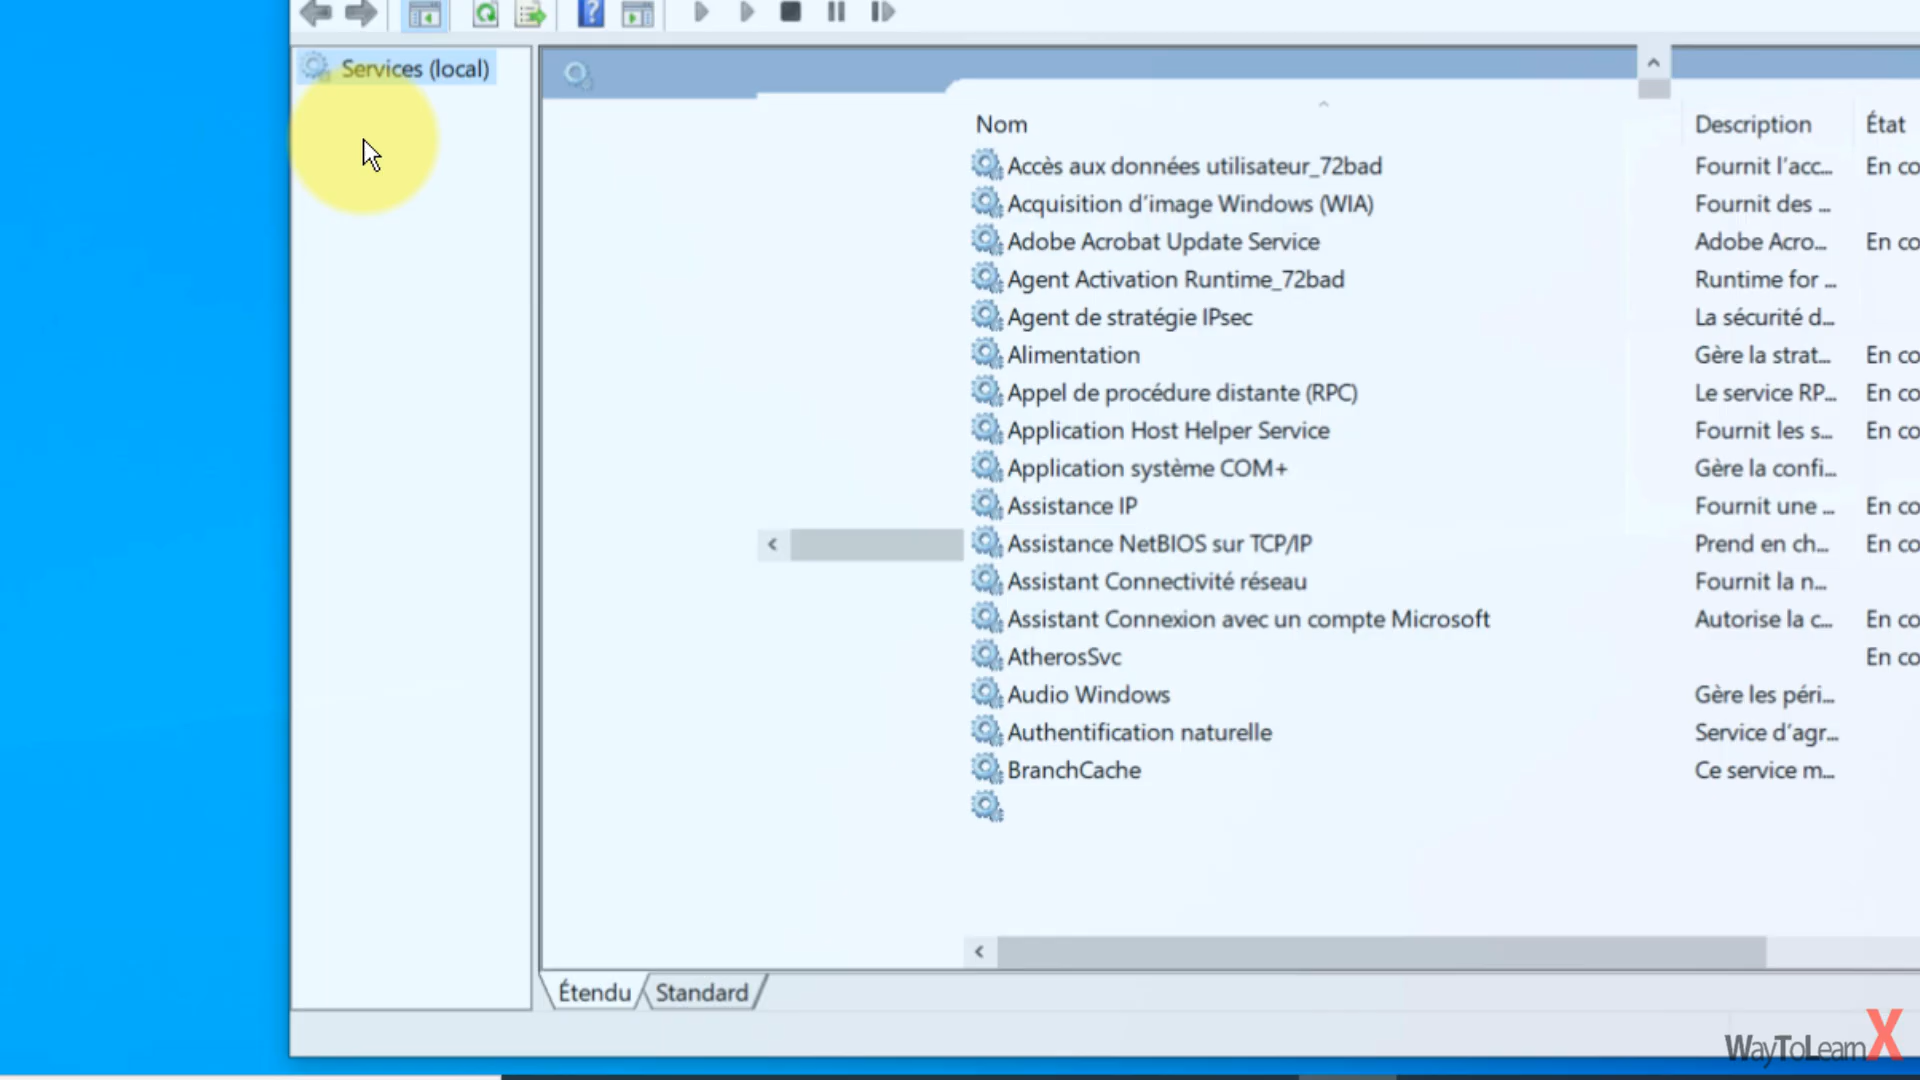 Services (local)
Nom Description État
Accès aux données utilisateur_72bad Fournit l'acc... En co
Acquisition d'image Windows (WIA) Fournit des ...
Adobe Acrobat Update Service Adobe Acro... En co
Agent Activation Runtime_72bad Runtime for ...
Agent de stratégie IPsec La sécurité d...
Alimentation Gère la strat... En co
Appel de procédure distante (RPC) Le service RP... En co
Application Host Helper Service Fournit les s... En co
Application système COM+ Gère la confi...
Assistance IP Fournit une ... En co
Assistance NetBIOS sur TCP/IP Prend en ch... En co
Assistant Connectivité réseau Fournit la n...
Assistant Connexion avec un compte Microsoft Autorise la c... En co
AtherosSvc En co
Audio Windows Gère les péri...
Authentification naturelle Service d'agr...
BranchCache Ce service m...
Étendu Standard
WayToLearnX